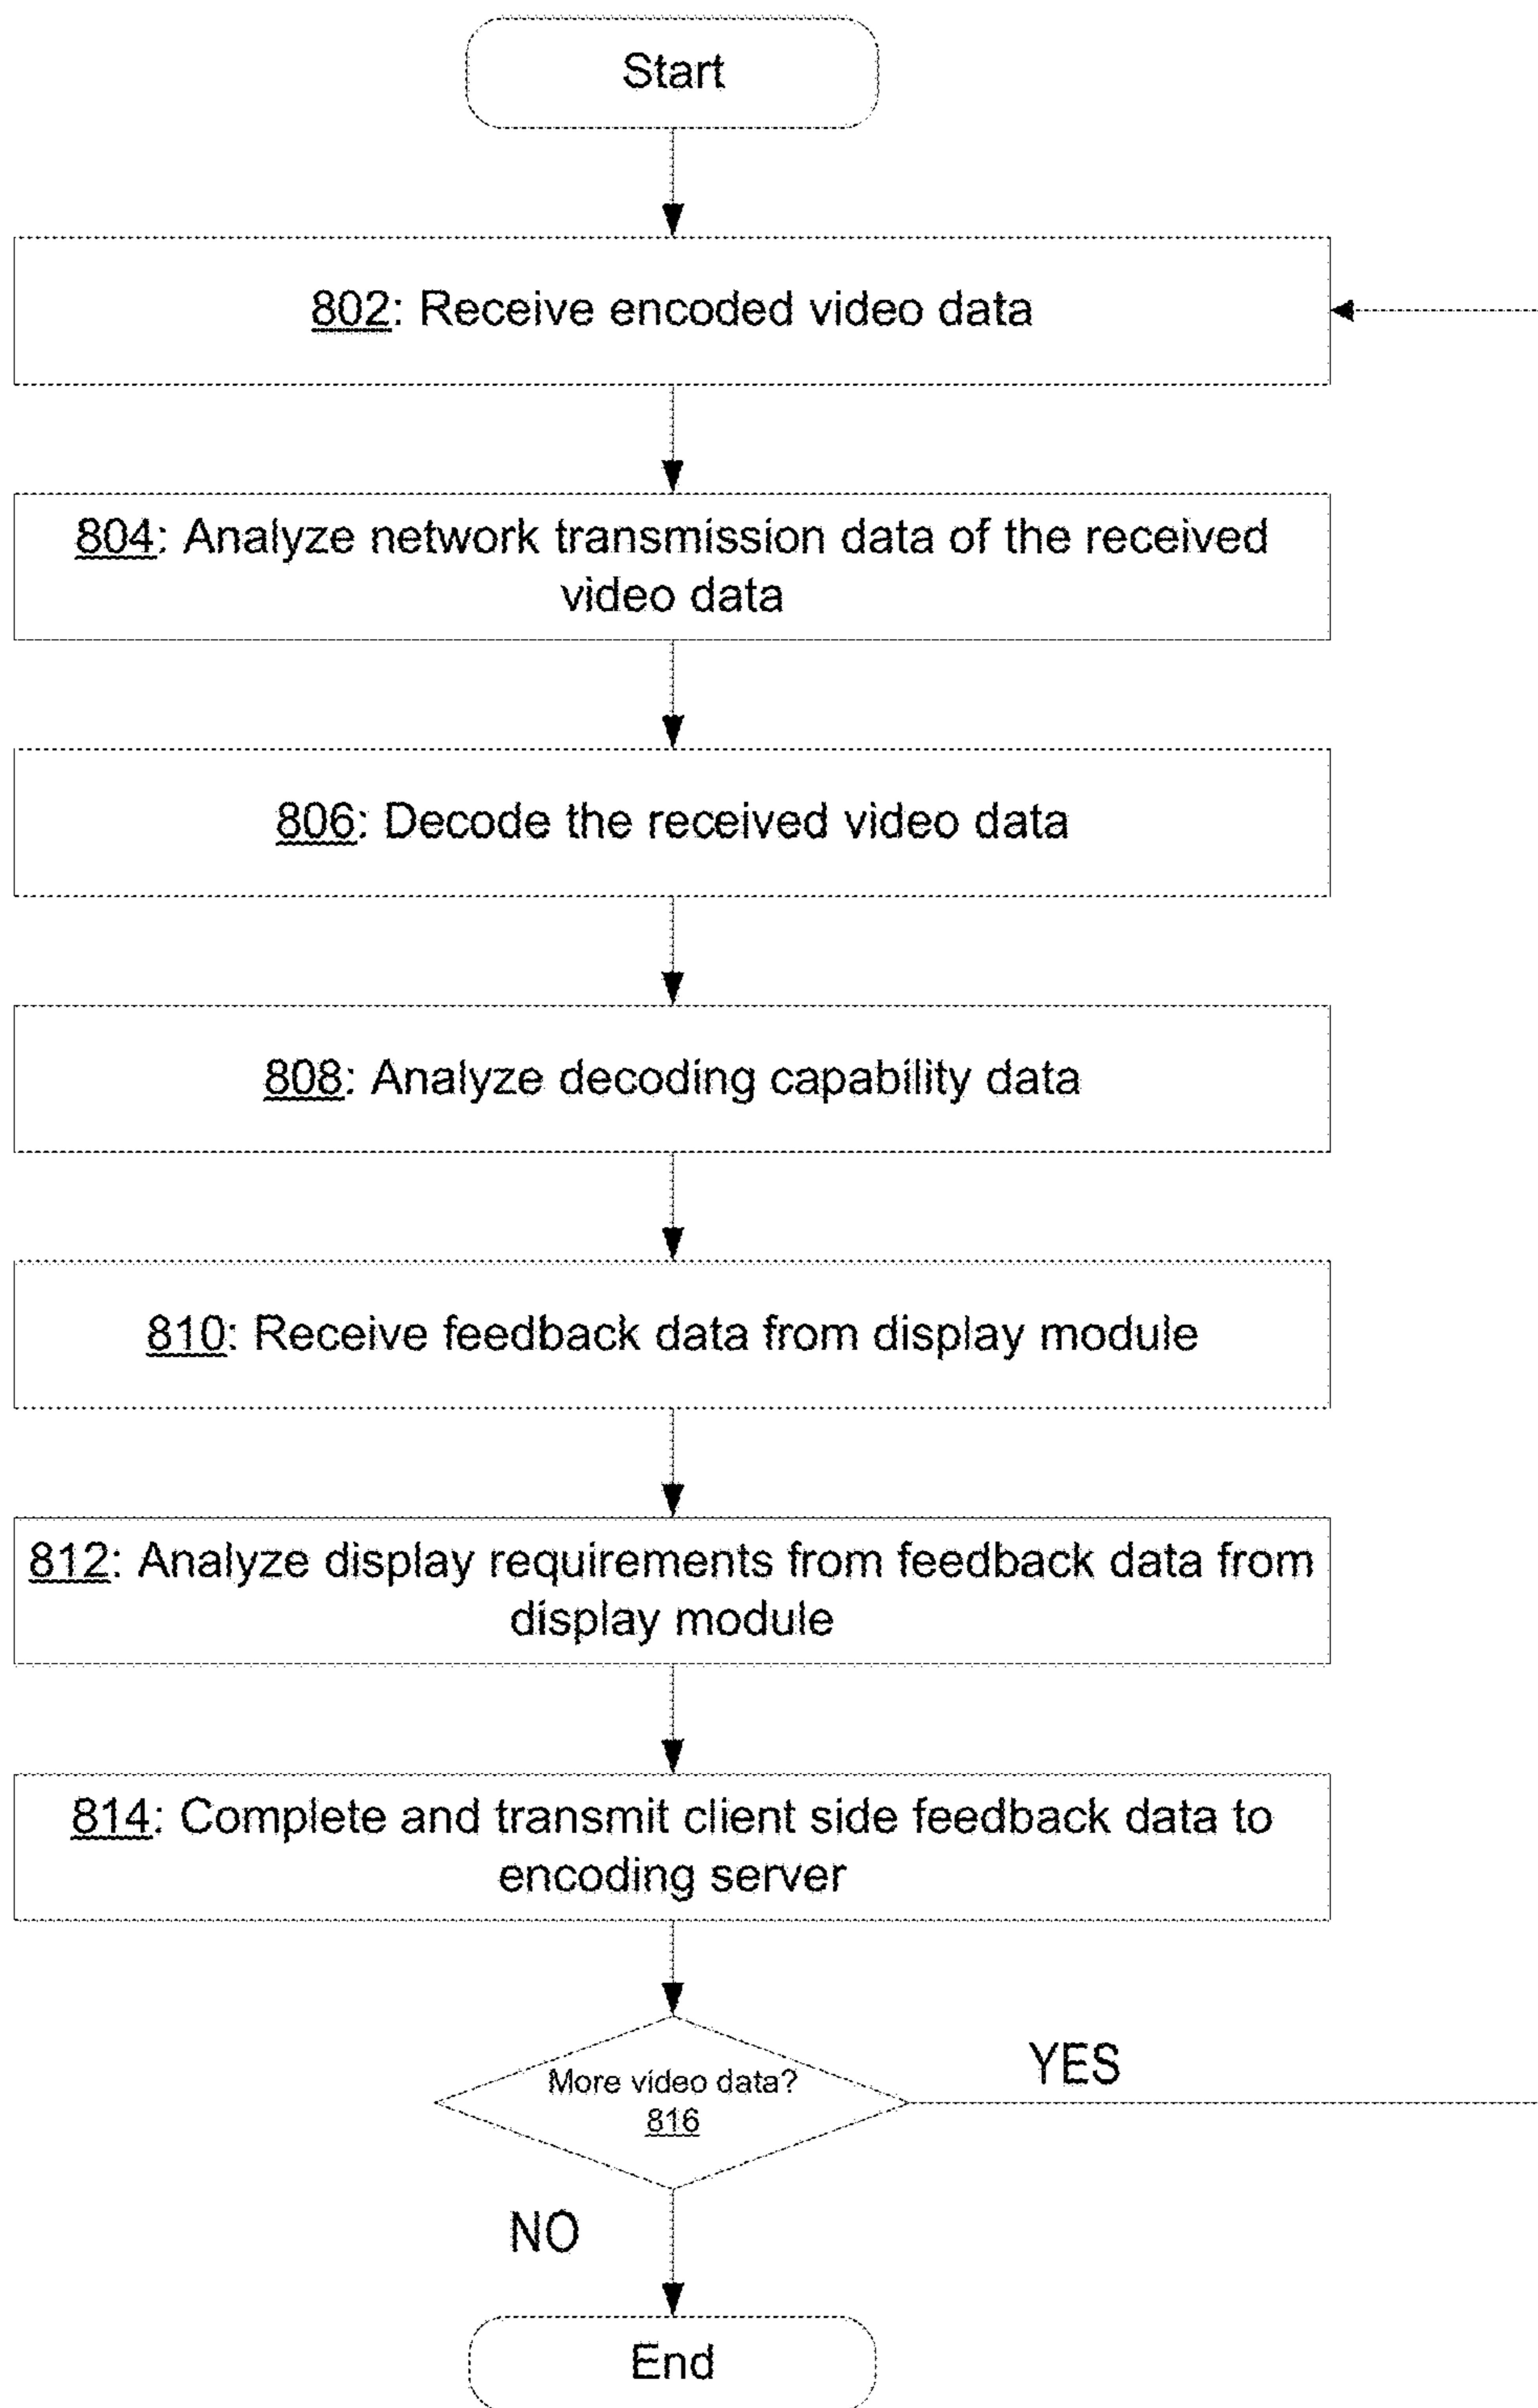 Start
802: Receive encoded video data
804: Analyze network transmission data of the received
video data
806: Decode the received video data
808: Analyze decoding capability data
810: Receive feedback data from display module
812: Analyze display requirements from feedback data from
display module
814: Complete and transmit client side feedback data to
encoding server
More video data?
816
YES
NO
End